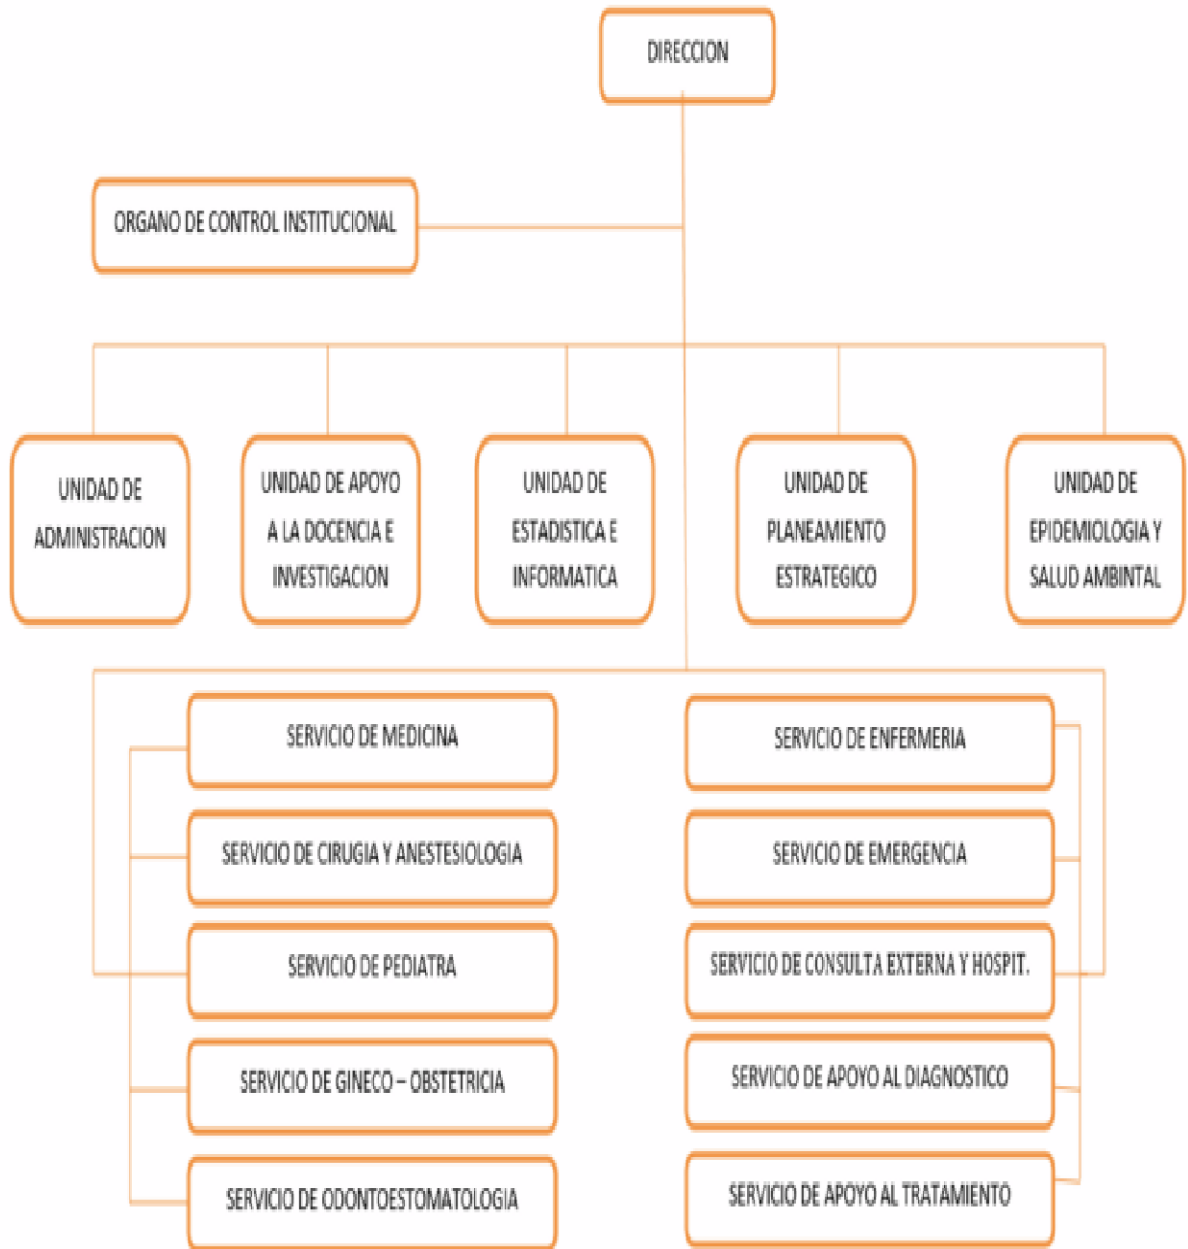 DIRECCION
ORGANO DE CONTROL INSTITUCIONAL
UNIDAD DE
ADMINISTRACION
UNIDAD DE APOYO
A LA DOCENCIA E
INVESTIGACION
UNIDAD DE
ESTADISTICA E
INFORMATICA
UNIDAD DE
PLANEAMIENTO
ESTRATEGICO
UNIDAD DE
EPIDEMIOLOGIA Y
SALUD AMBINTAL
SERVICIO DE MEDICINA
SERVICIO DE CIRUGIA Y ANESTESIOLOGIA
SERVICIO DE PEDIATRA
SERVICIO DE GINECO – OBSTETRICIA
SERVICIO DE ODONTOESTOMATOLOGIA
SERVICIO DE ENFERMERIA
SERVICIO DE EMERGENCIA
SERVICIO DE CONSULTA EXTERNA Y HOSPIT.
SERVICIO DE APOYO AL DIAGNOSTICO
SERVICIO DE APOYO AL TRATAMIENTO